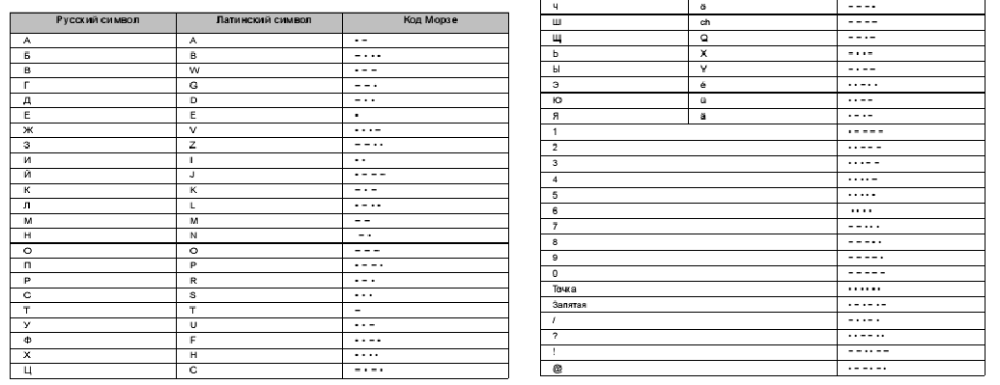 Русский символ Латинский символ Код Морзе
А A • −
Б B − • • •
В W • − −
Г G − − •
Д D − • •
Е E •
Ж V • • • −
З Z − − • •
И I • •
Й J • − − −
К K − • −
Л L • − • •
М M − −
Н N − •
О O − − −
П P • − − •
Р R • − •
С S • • •
Т T −
У U • • −
Ф F • • − •
Х H • • • •
Ц C − • − •
Ч ö − − − •
Ш ch − − − −
Щ Q − − • −
Ь X − • • −
Ы Y − • − −
Э é • • − • •
Ю ü • • − −
Я ä • − • −
1 • − − − −
2 • • − − −
3 • • • − −
4 • • • • −
5 • • • • •
6 • • • •
7 − − • • •
8 − − − • •
9 − − − − •
0 − − − − −
Точка • • • • • •
Запятая • − • − • −
/
? • • − − • •
! − − • • − −
@